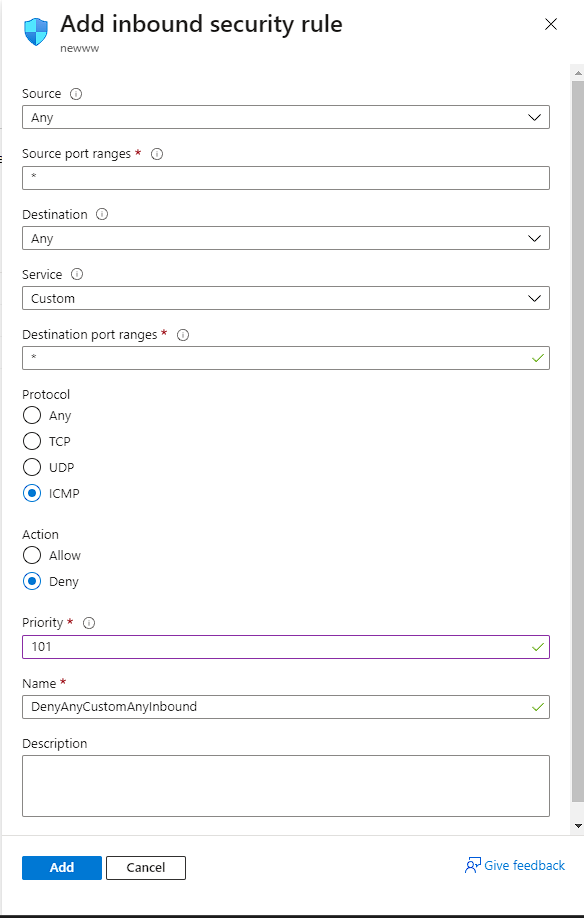 Add inbound security rule
newww
Source
Any
Source port ranges *
*
Destination
Any
Service
Custom
Destination port ranges *
*
Protocol
Any
TCP
UDP
ICMP
Action
Allow
Deny
Priority *
101
Name *
DenyAnyCustomAnyInbound
Description
Add Cancel Give feedback